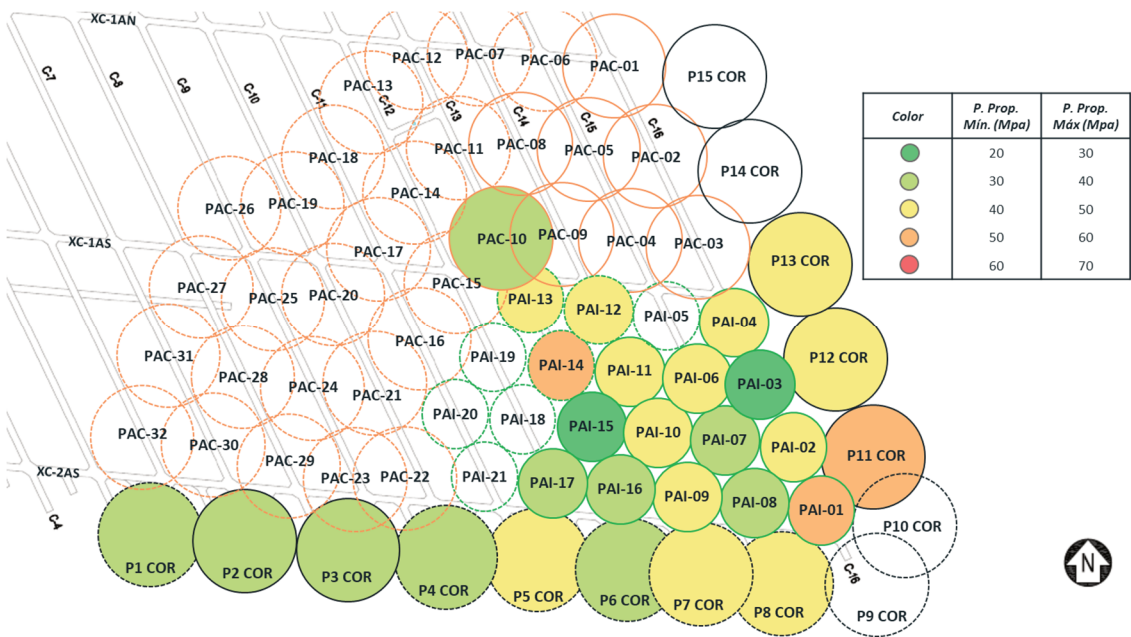 XC-1AN
C-7
C-8
C-9
C-10
C-11
C-12
C-13
C-14
C-15
C-16
PAC-12
PAC-07
PAC-06
PAC-01
PAC-13
P15 COR
PAC-18
PAC-11
PAC-08
PAC-05
PAC-02
P14 COR
PAC-26
PAC-19
PAC-14
XC-1AS
PAC-17
PAC-10
PAC-09
PAC-04
PAC-03
P13 COR
PAC-27
PAC-25
PAC-20
PAC-15
PAI-13
PAI-12
PAI-05
PAI-04
PAC-31
PAC-16
PAI-19
PAI-14
PAI-11
PAI-06
PAI-03
P12 COR
PAC-28
PAC-24
PAC-21
PAI-20
PAI-18
PAI-15
PAI-10
PAI-07
PAI-02
P11 COR
PAC-32
PAC-30
PAC-29
PAC-23
PAC-22
PAI-21
PAI-17
PAI-16
PAI-09
PAI-08
PAI-01
XC-2AS
C-4
P10 COR
C-16
P1 COR
P2 COR
P3 COR
P4 COR
P5 COR
P6 COR
P7 COR
P8 COR
P9 COR
Color P. Prop. Mín. (Mpa) P. Prop. Máx (Mpa)
20 30
30 40
40 50
50 60
60 70
N